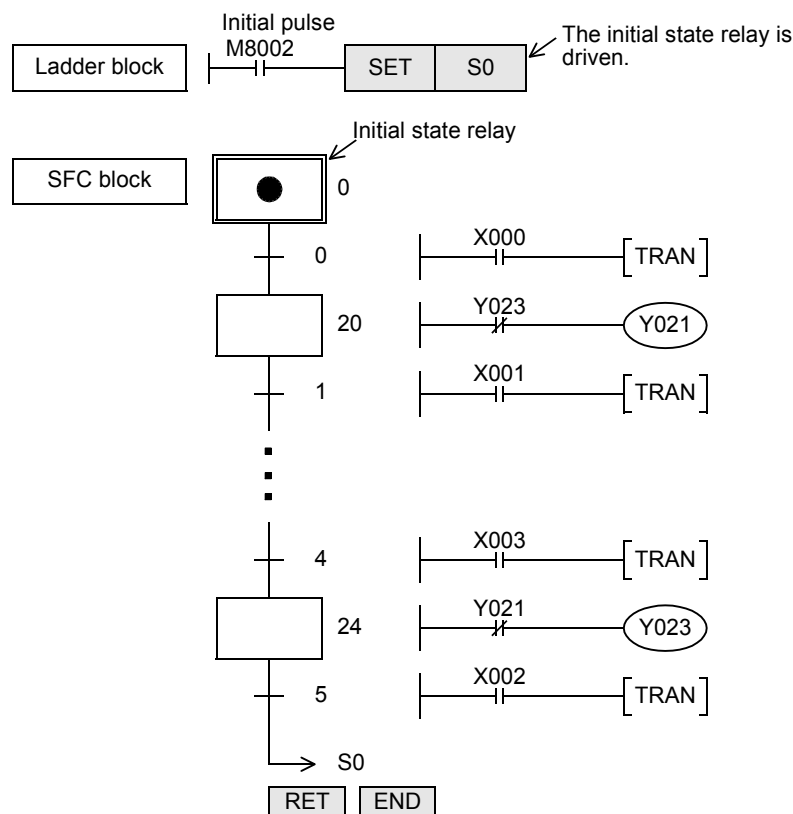 Initial pulse
M8002
The initial state relay is
driven.
Ladder block
SET
S0
Initial state relay
SFC block
0
0
X000
TRAN
20
Y023
Y021
1
X001
TRAN
4
X003
TRAN
24
Y021
Y023
5
X002
TRAN
S0
RET
END